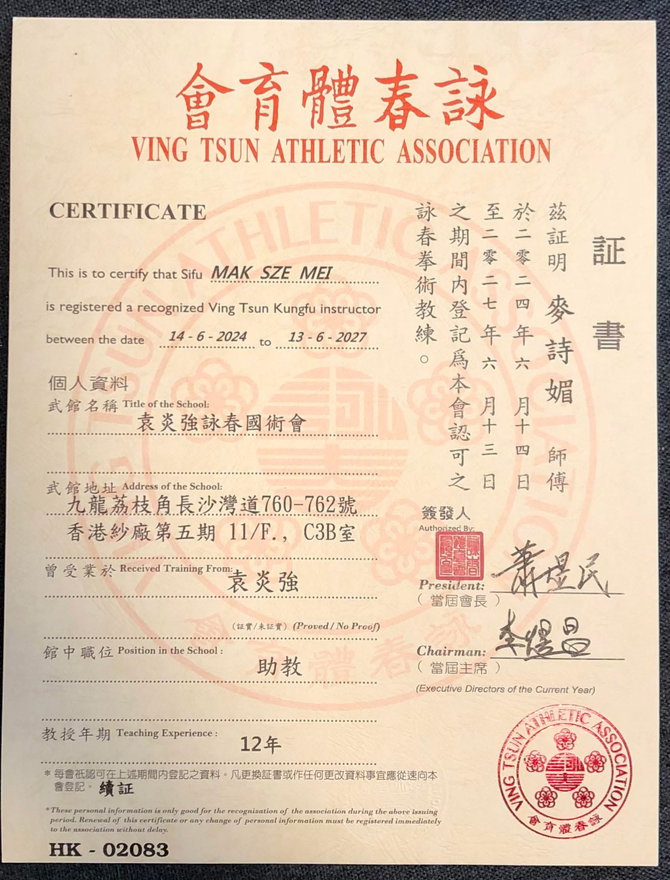 詠春體育會
VING TSUN ATHLETIC ASSOCIATION
証書
茲証明 麥詩媚 師傅
於二零二四年六月十四日
至二零二七年六月十三日
之期間內登記爲本會認可之
詠春拳術教練。
CERTIFICATE
This is to certify that Sifu MAK SZE MEI
is registered a recognized Ving Tsun Kungfu instructor
between the date 14 - 6 - 2024 to 13 - 6 - 2027
個人資料
武館名稱 Title of the School:
袁炎強詠春國術會
武館地址 Address of the School:
九龍荔枝角長沙灣道760-762號
香港紗廠第五期 11/F., C3B室
曾受業於 Received Training From:
袁炎強
(証實/未証實) (Proved / No Proof)
館中職位 Position in the School :
助教
教授年期 Teaching Experience :
12年
簽發人
Authorized By:
President: 蕭煜民
( 當屆會長 )
Chairman: 李煜昌
( 當屆主席 )
(Executive Directors of the Current Year)
* 每會祇認可在上述期間內登記之資料。凡更換証書或作任何更改資料事宜應從速向本
會登記。 續証
*These personal information is only good for the recognisation of the association during the above issuing
period. Renewal of this certificate or any change of personal information must be registered immediately
to the association without delay.
HK - 02083
VING TSUN ATHLETIC ASSOCIATION
詠春體育會